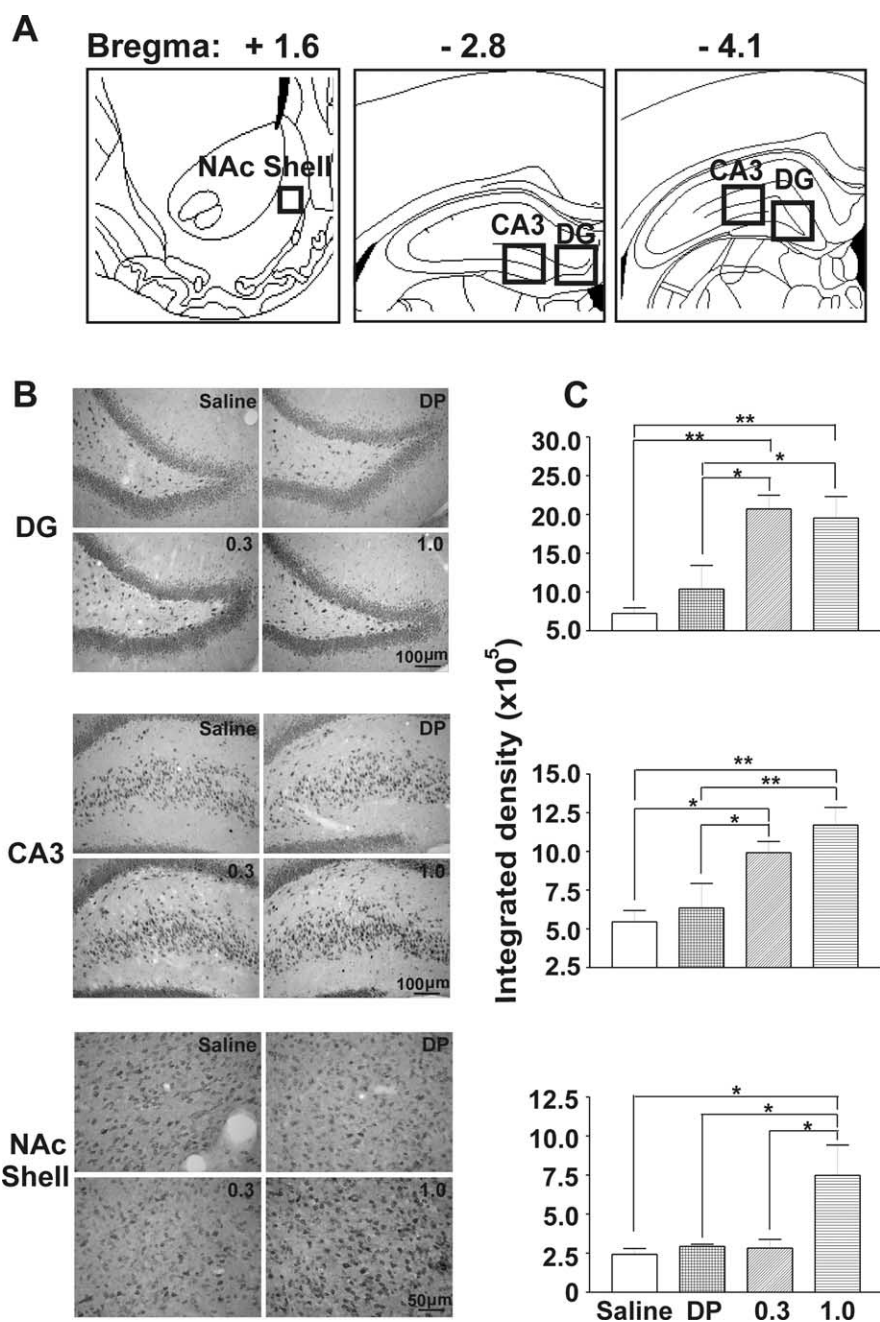 A
Bregma: + 1.6 - 2.8 - 4.1
NAc Shell
CA3
DG
CA3
DG
B
DG
Saline
DP
0.3
1.0
100µm
CA3
Saline
DP
0.3
1.0
100µm
NAc
Shell
Saline
DP
0.3
1.0
50µm
C
Integrated density (x10⁵)
**
**
*
*
30.0
25.0
20.0
15.0
10.0
5.0
**
**
*
*
15.0
12.5
10.0
7.5
5.0
2.5
*
*
*
12.5
10.0
7.5
5.0
2.5
0
Saline DP 0.3 1.0